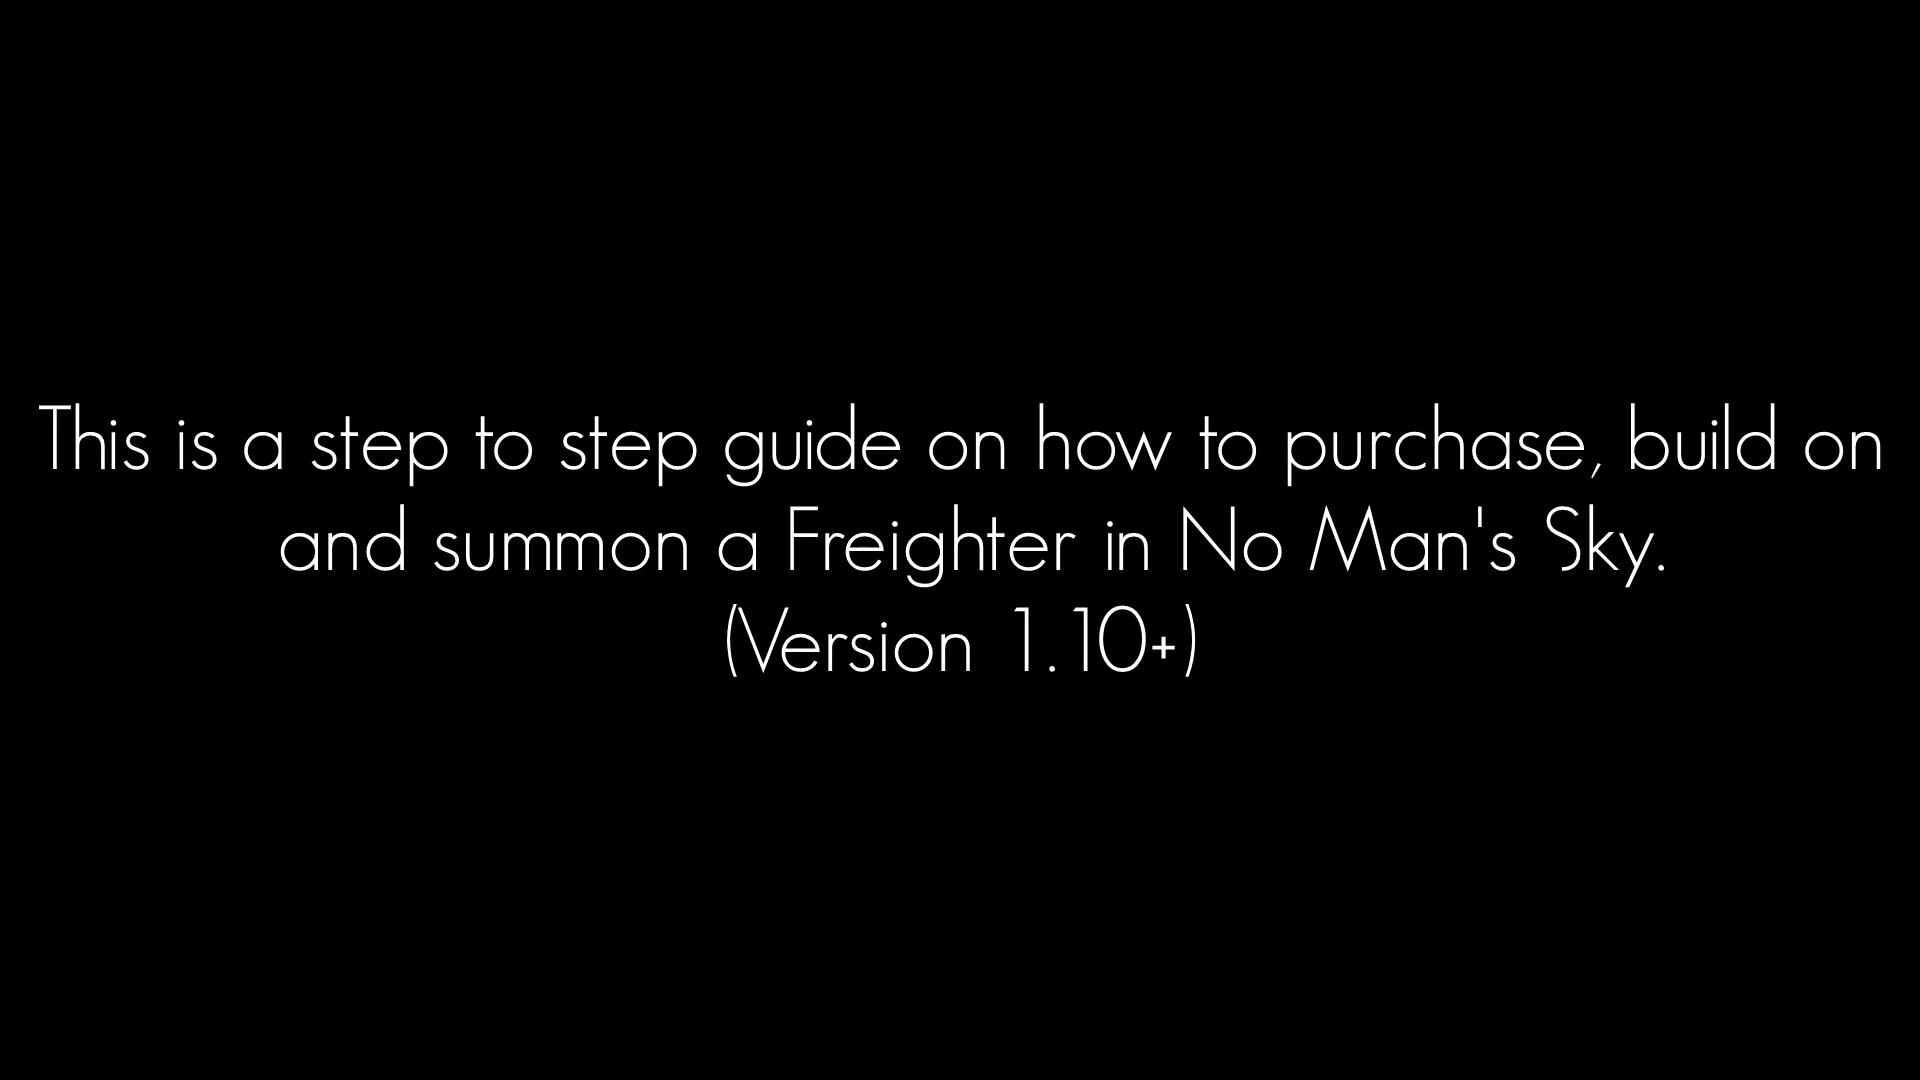 This is a step to step guide on how to purchase, build on
and summon a Freighter in No Man's Sky.
(Version 1.10+)